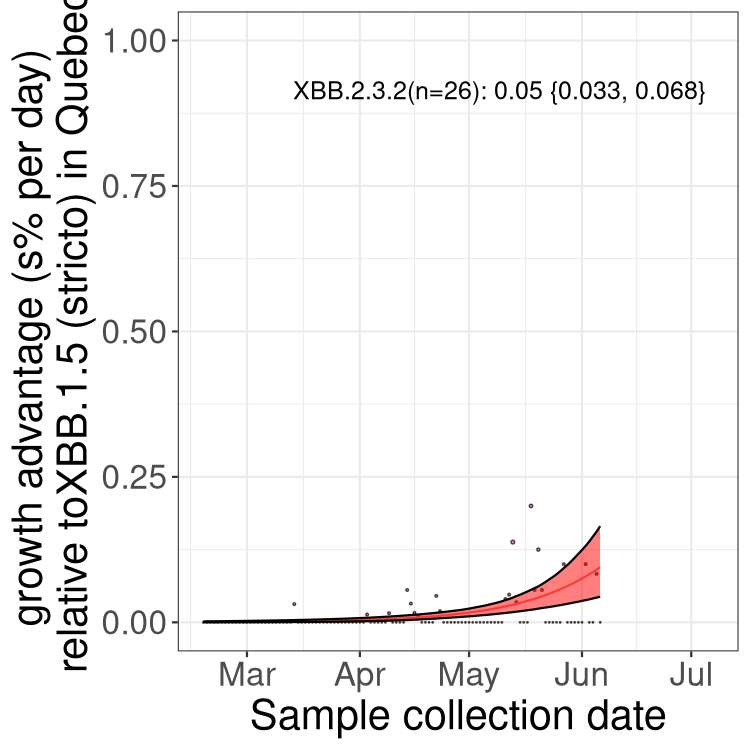 growth advantage (s% per day)
relative toXBB.1.5 (stricto) in Quebec
1.00
0.75
0.50
0.25
0.00
XBB.2.3.2(n=26): 0.05 {0.033, 0.068}
Mar Apr May Jun Jul
Sample collection date